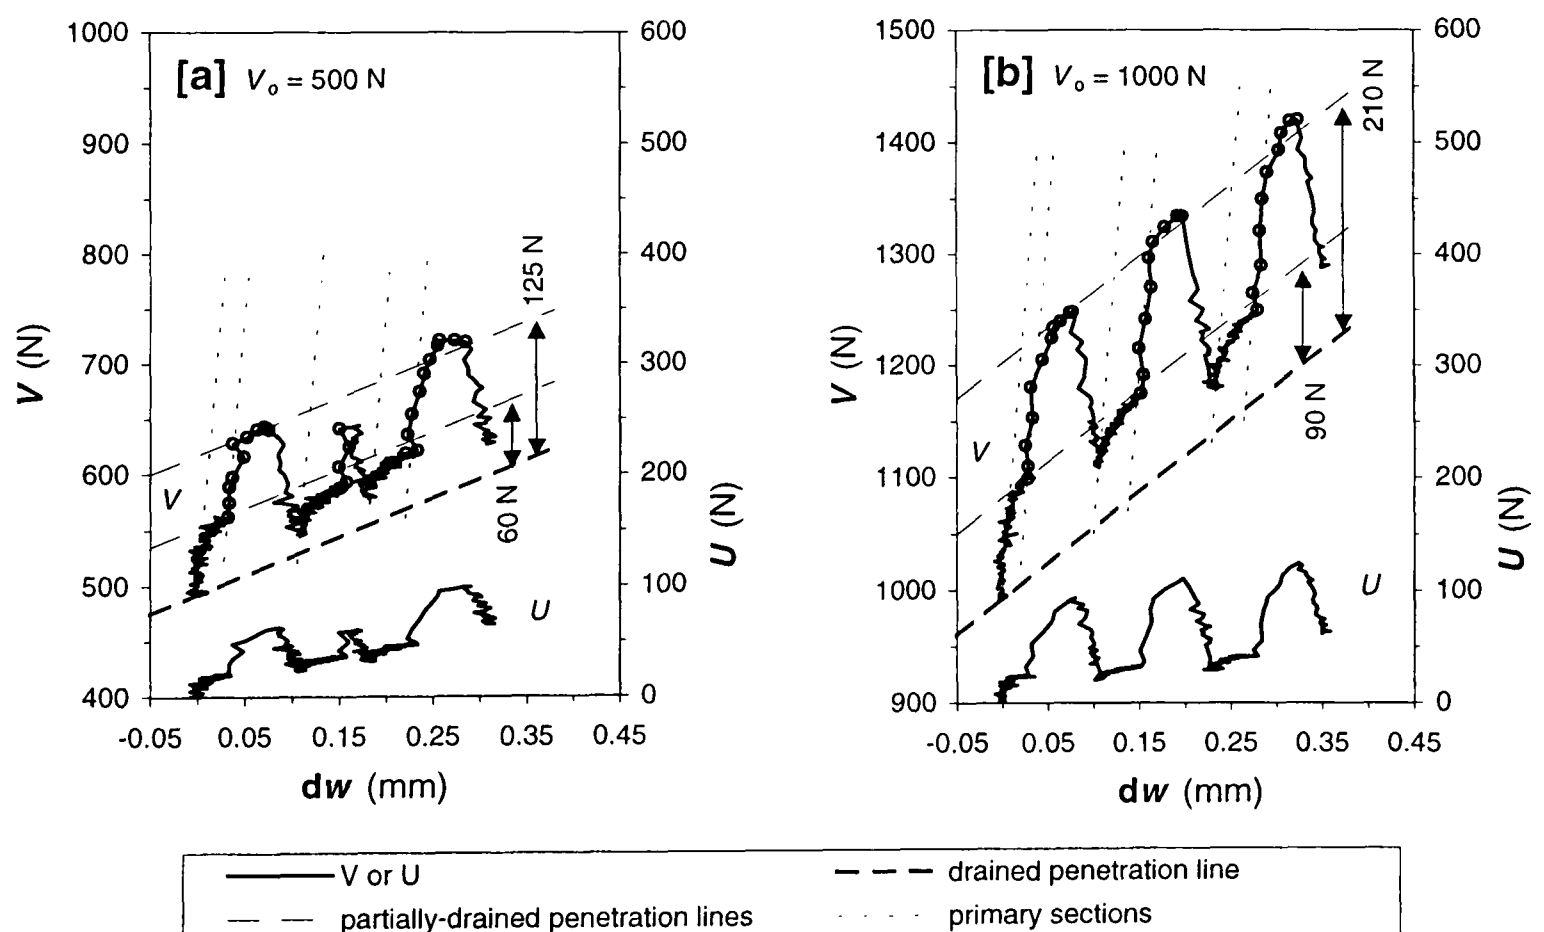 [a] V₀ = 500 N
1000
900
800
700
600
500
400
V (N)
600
500
400
300
200
100
0
U (N)
125 N
60 N
V
U
-0.05 0.05 0.15 0.25 0.35 0.45
dw (mm)
[b] V₀ = 1000 N
1500
1400
1300
1200
1100
1000
900
V (N)
600
500
400
300
200
100
0
U (N)
210 N
90 N
V
U
-0.05 0.05 0.15 0.25 0.35 0.45
dw (mm)
V or U
drained penetration line
partially-drained penetration lines
primary sections